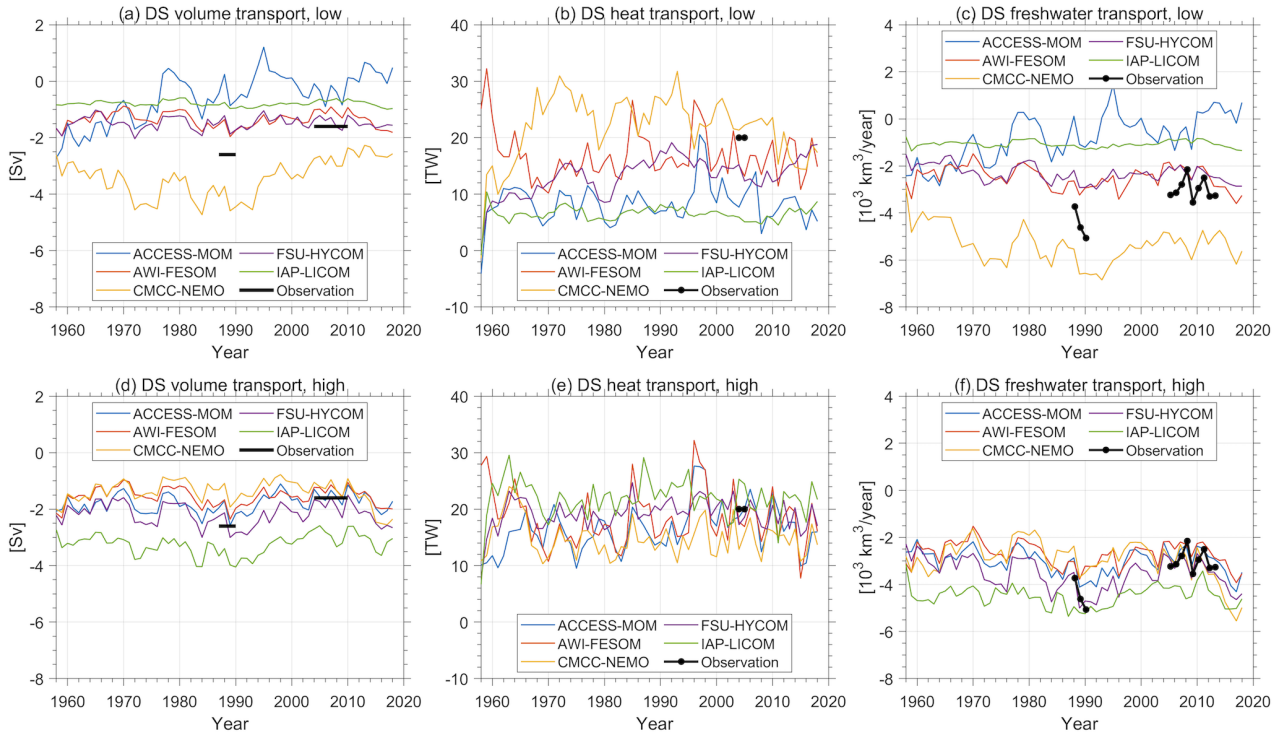 (a) DS volume transport, low
2
0
-2
-4
-6
-8
[Sv]
ACCESS-MOM
FSU-HYCOM
AWI-FESOM
IAP-LICOM
CMCC-NEMO
Observation
1960 1970 1980 1990 2000 2010 2020
Year
(b) DS heat transport, low
40
30
20
10
0
-10
[TW]
ACCESS-MOM
FSU-HYCOM
AWI-FESOM
IAP-LICOM
CMCC-NEMO
Observation
1960 1970 1980 1990 2000 2010 2020
Year
(c) DS freshwater transport, low
4
2
0
-2
-4
-6
-8
[10³ km³/year]
ACCESS-MOM
FSU-HYCOM
AWI-FESOM
IAP-LICOM
CMCC-NEMO
Observation
1960 1970 1980 1990 2000 2010 2020
Year
(d) DS volume transport, high
2
0
-2
-4
-6
-8
[Sv]
ACCESS-MOM
FSU-HYCOM
AWI-FESOM
IAP-LICOM
CMCC-NEMO
Observation
1960 1970 1980 1990 2000 2010 2020
Year
(e) DS heat transport, high
40
30
20
10
0
-10
[TW]
ACCESS-MOM
FSU-HYCOM
AWI-FESOM
IAP-LICOM
CMCC-NEMO
Observation
1960 1970 1980 1990 2000 2010 2020
Year
(f) DS freshwater transport, high
4
2
0
-2
-4
-6
-8
[10³ km³/year]
ACCESS-MOM
FSU-HYCOM
AWI-FESOM
IAP-LICOM
CMCC-NEMO
Observation
1960 1970 1980 1990 2000 2010 2020
Year